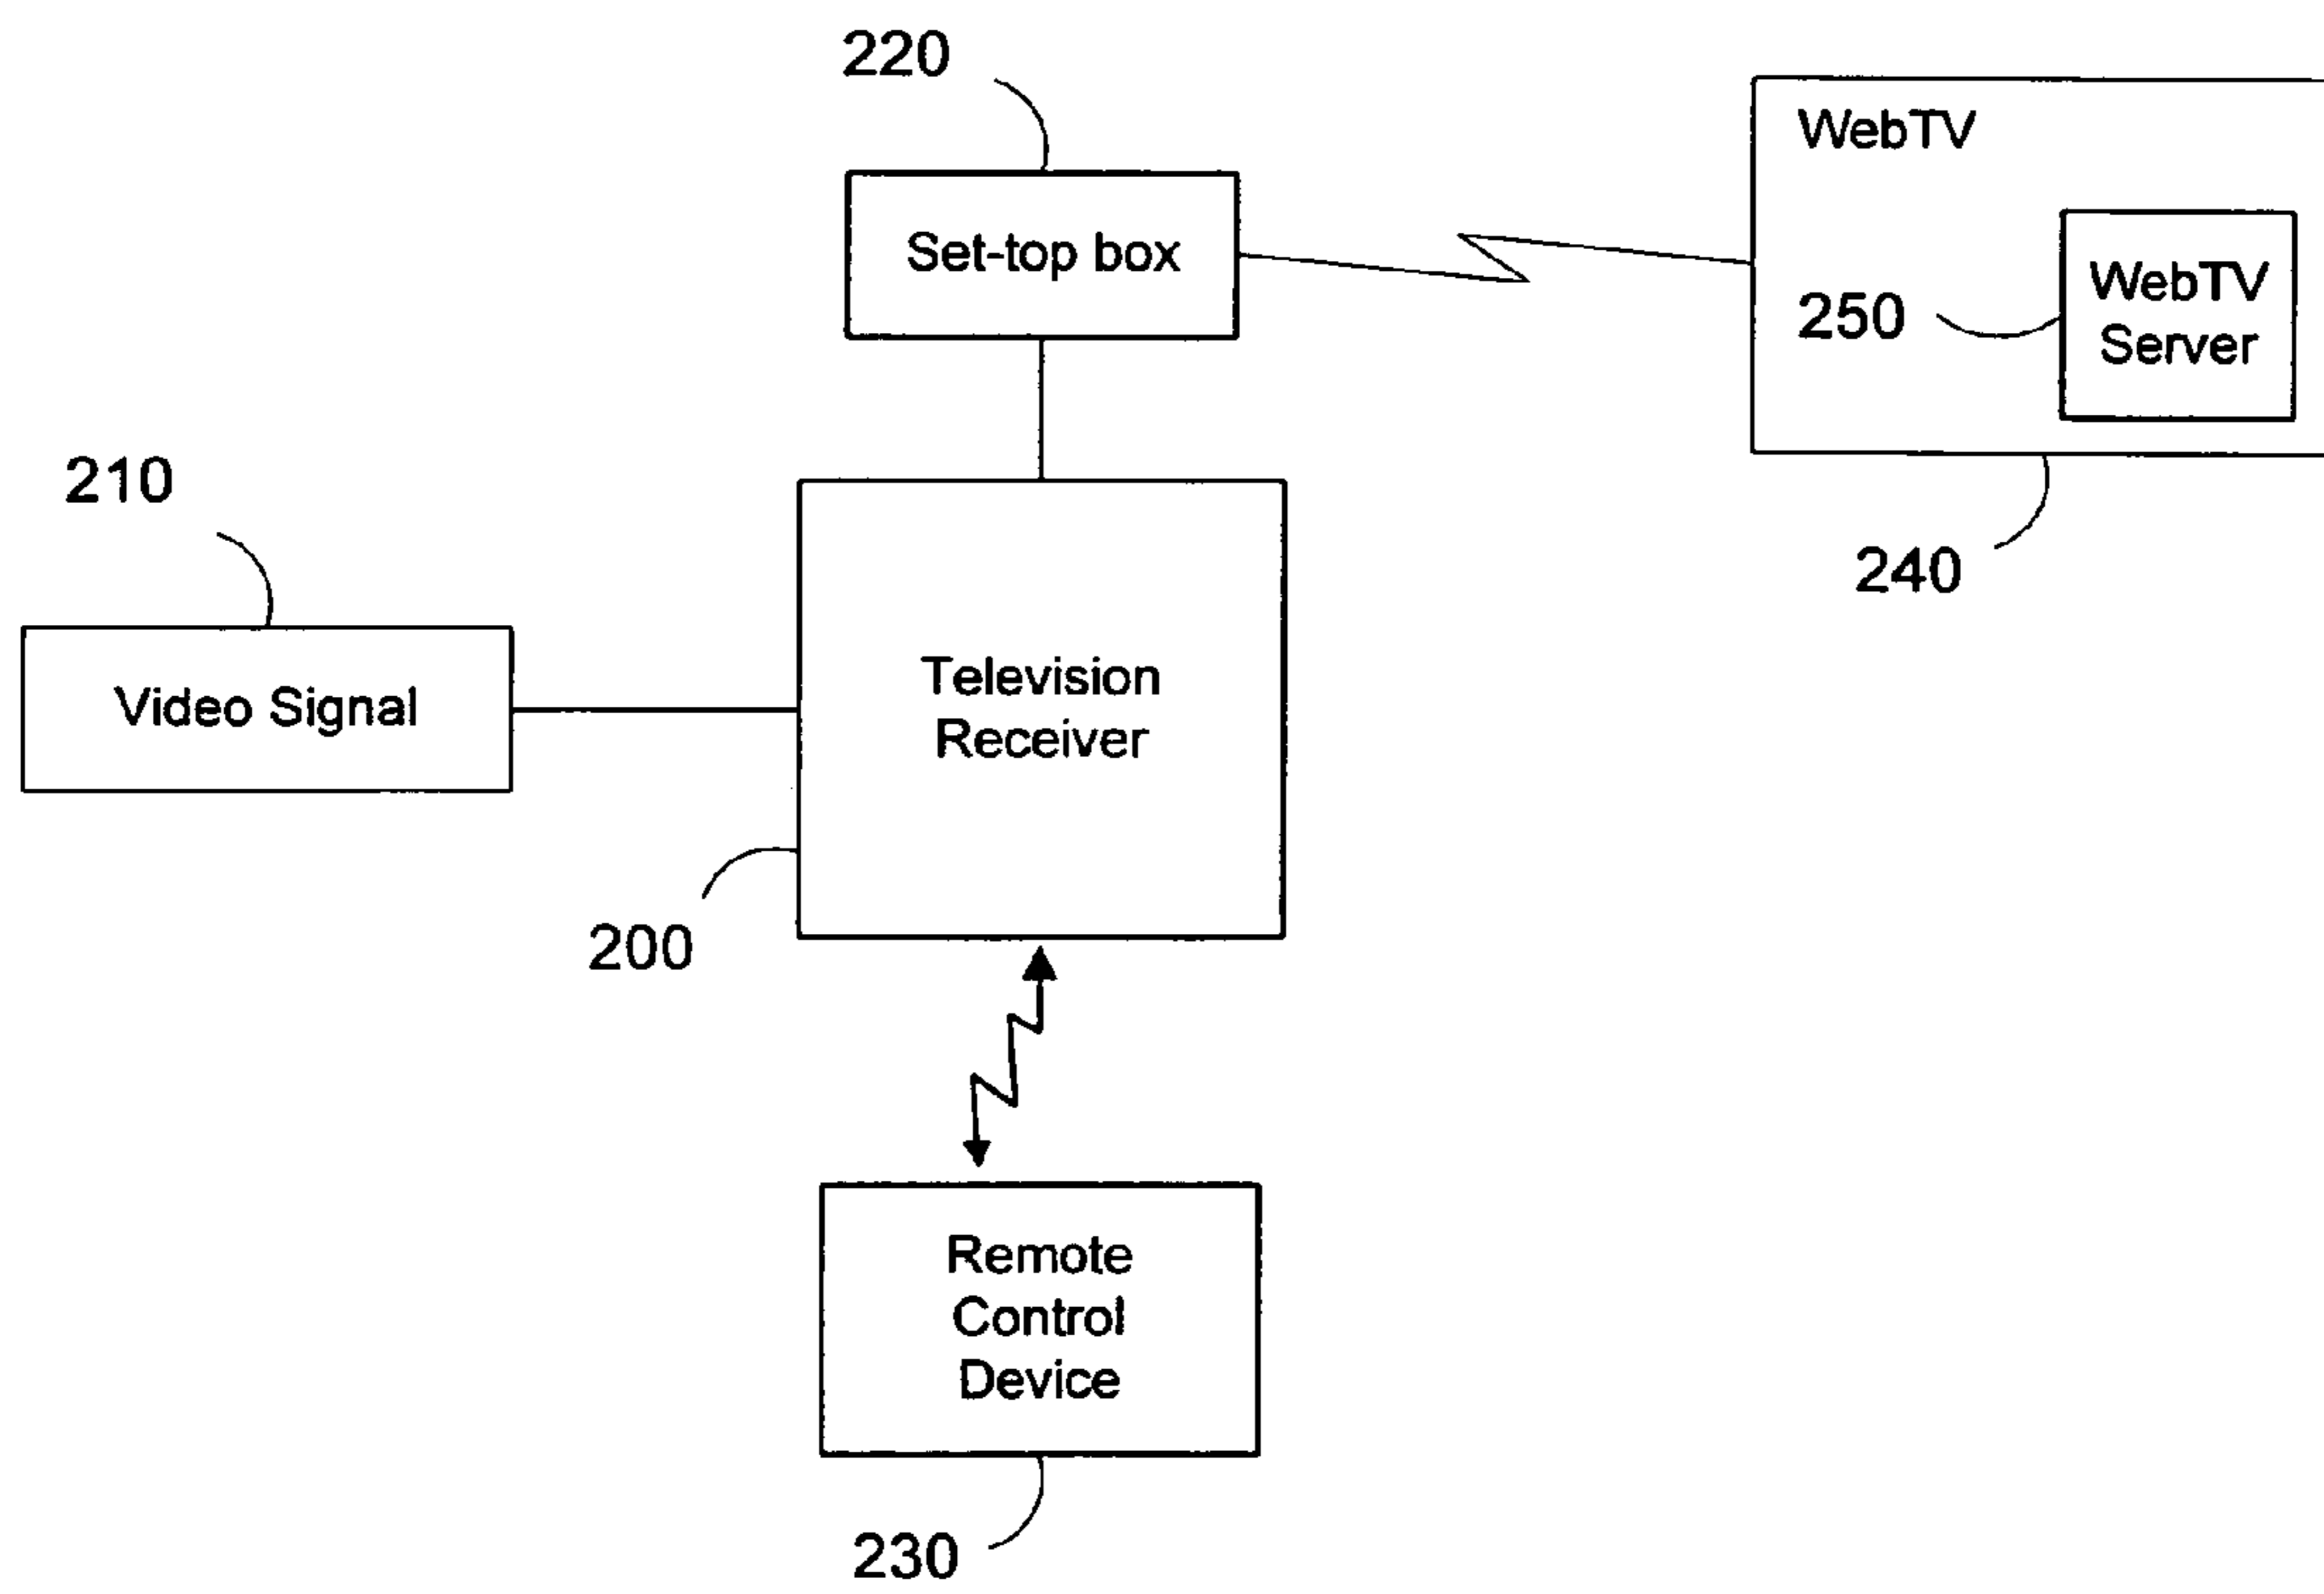 220
WebTV
Set-top box
WebTV
Server
250
210
240
Video Signal
Television
Receiver
200
Remote
Control
Device
230